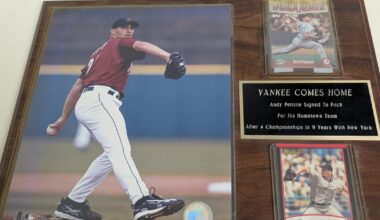 YANKEE COMES HOME
Andy Pettitte Signed To Pitch
For the Hometown Team
After 4 Championships In 9 Years With New York